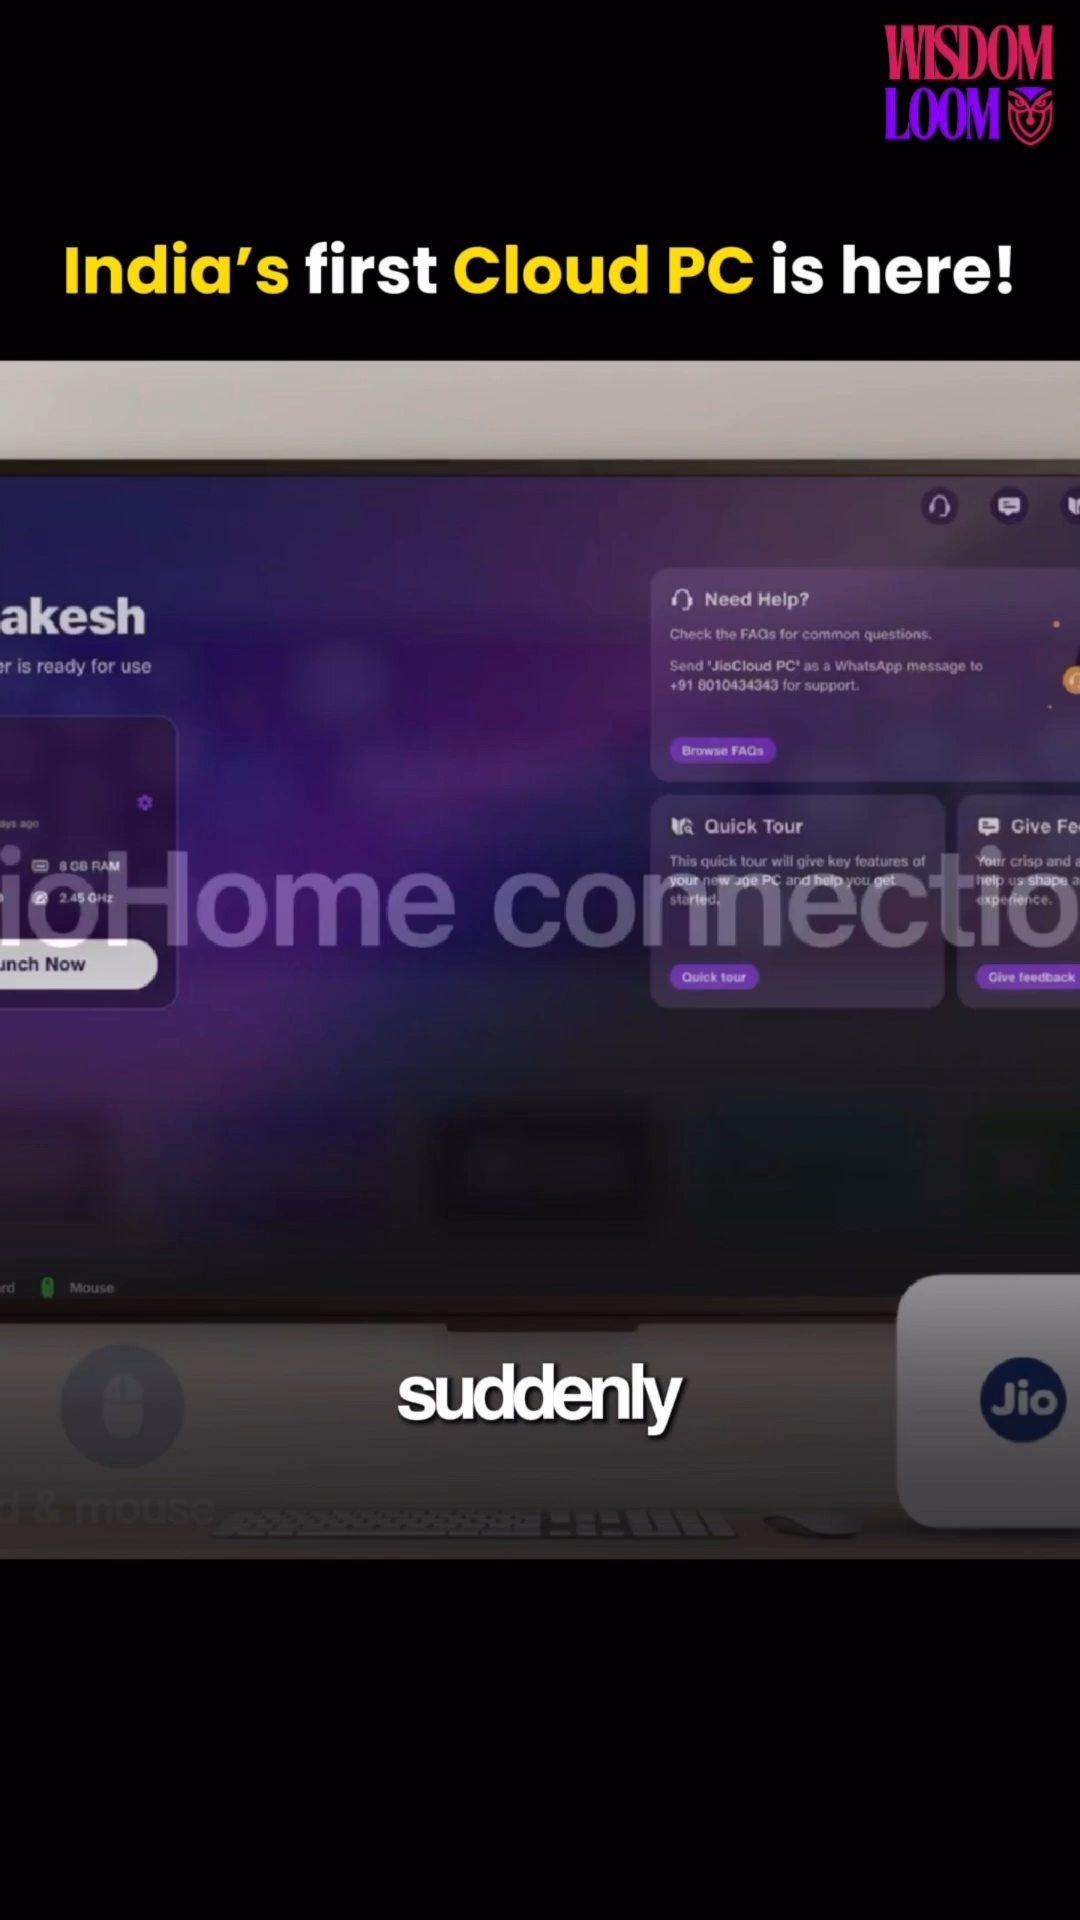 WISDOM
LOOM
India’s first Cloud PC is here!
akesh
er is ready for use
ays ago
8 GB RAM
2.45 GHz
unch Now
Need Help?
Check the FAQs for common questions.
Send 'JioCloud PC' as a WhatsApp message to
+91 8010434343 for support.
Browse FAQs
Quick Tour
This quick tour will give key features of
your new age PC and help you get
started.
Quick tour
Give Fe
Your crisp and a
help us shape a
experience.
Give feedback
ioHome connectio
rd
Mouse
suddenly
Jio
d & mouse